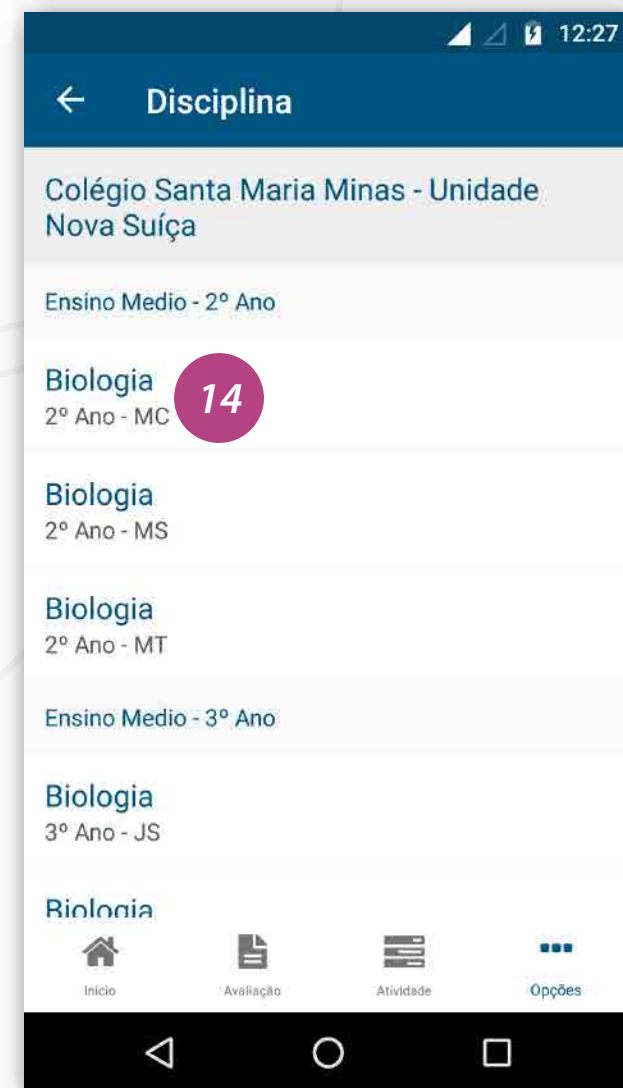 12:27
Disciplina
Colégio Santa Maria Minas - Unidade
Nova Suíça
Ensino Medio - 2º Ano
Biologia
2º Ano - MC
14
Biologia
2º Ano - MS
Biologia
2º Ano - MT
Ensino Medio - 3º Ano
Biologia
3º Ano - JS
Biologia
Início
Avaliação
Atividade
Opções